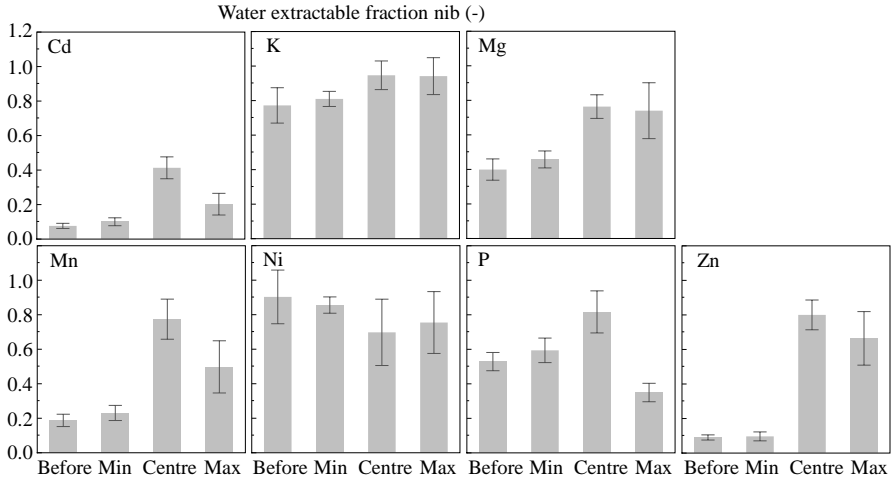 Water extractable fraction nib (-)
1.2
Cd
K
Mg
1.0
0.8
0.6
0.4
0.2
0.0
Mn
Ni
P
Zn
1.0
0.8
0.6
0.4
0.2
0.0
Before Min Centre Max Before Min Centre Max Before Min Centre Max Before Min Centre Max